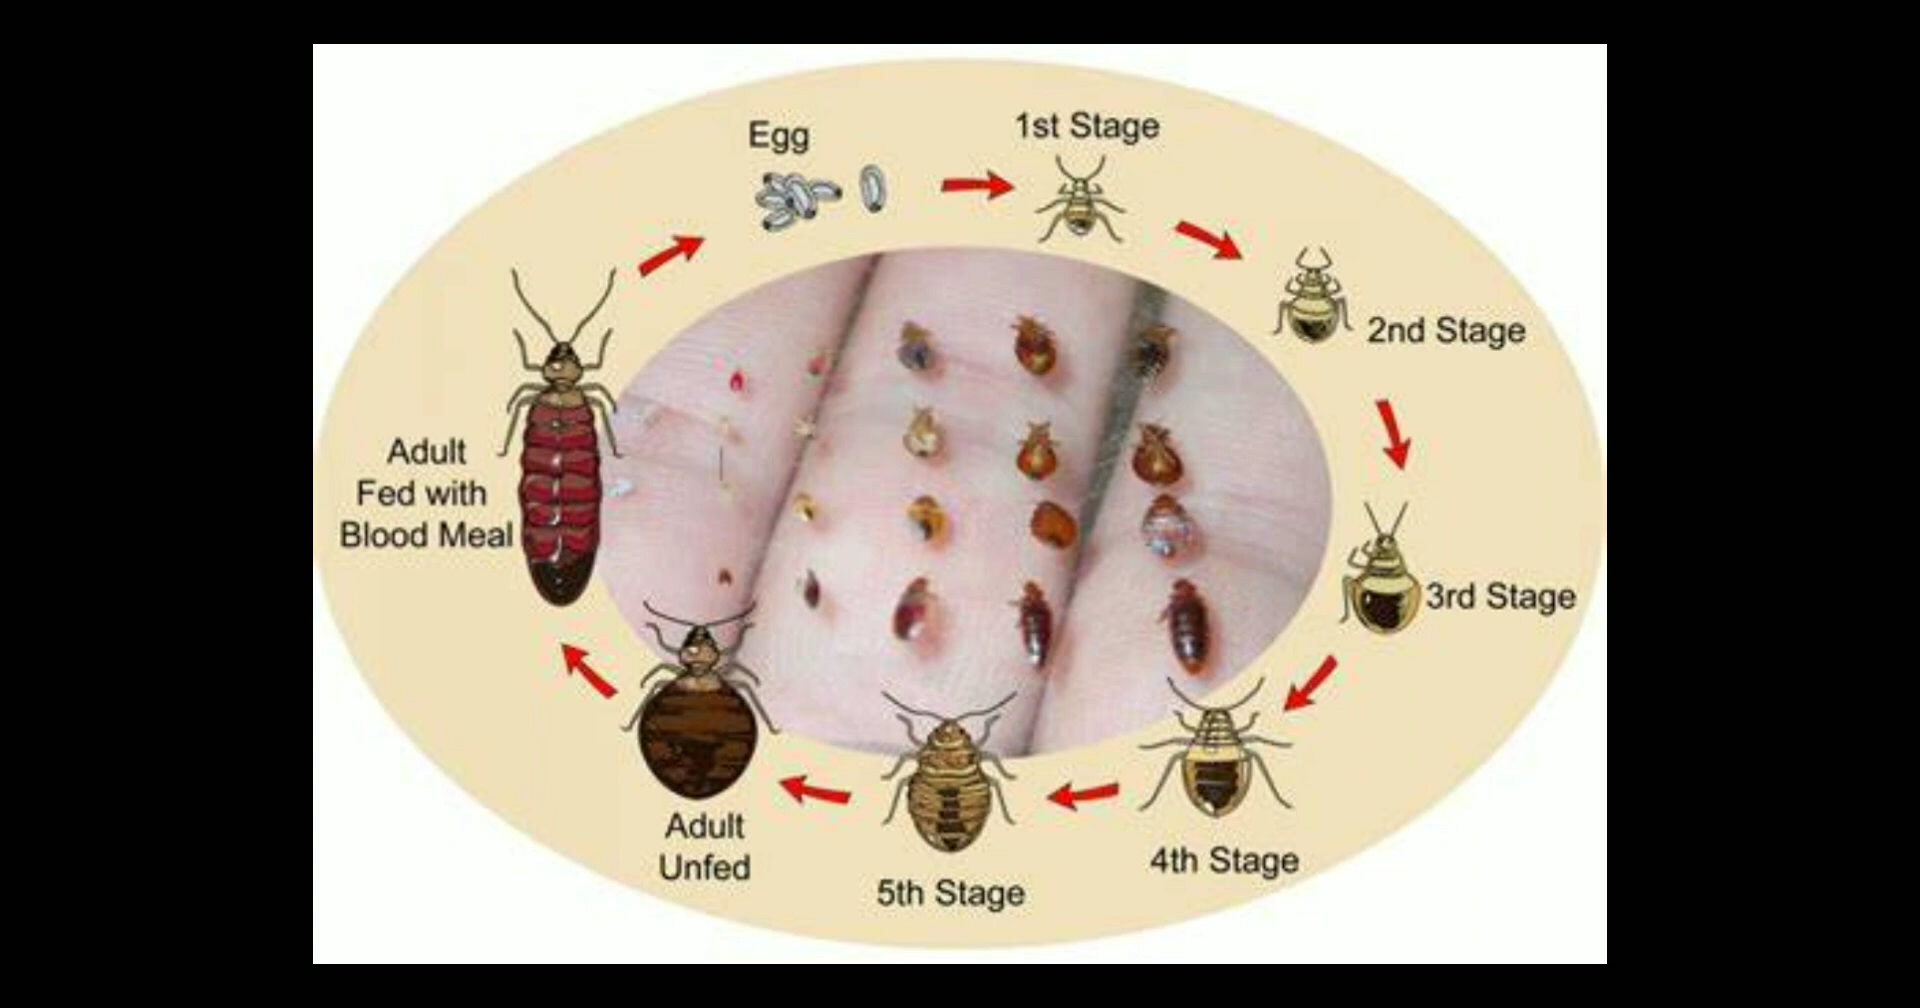 Egg
1st Stage
2nd Stage
3rd Stage
4th Stage
5th Stage
Adult
Unfed
Adult
Fed with
Blood Meal